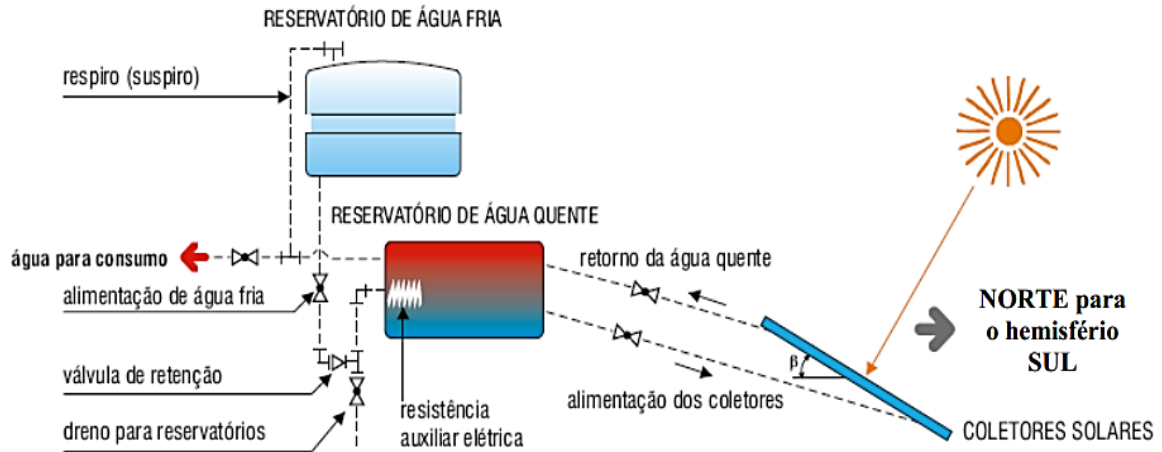 RESERVATÓRIO DE ÁGUA FRIA
respiro (suspiro)
RESERVATÓRIO DE ÁGUA QUENTE
água para consumo
retorno da água quente
alimentação de água fria
NORTE para
o hemisfério
SUL
β
válvula de retenção
alimentação dos coletores
resistência
auxiliar elétrica
dreno para reservatórios
COLETORES SOLARES